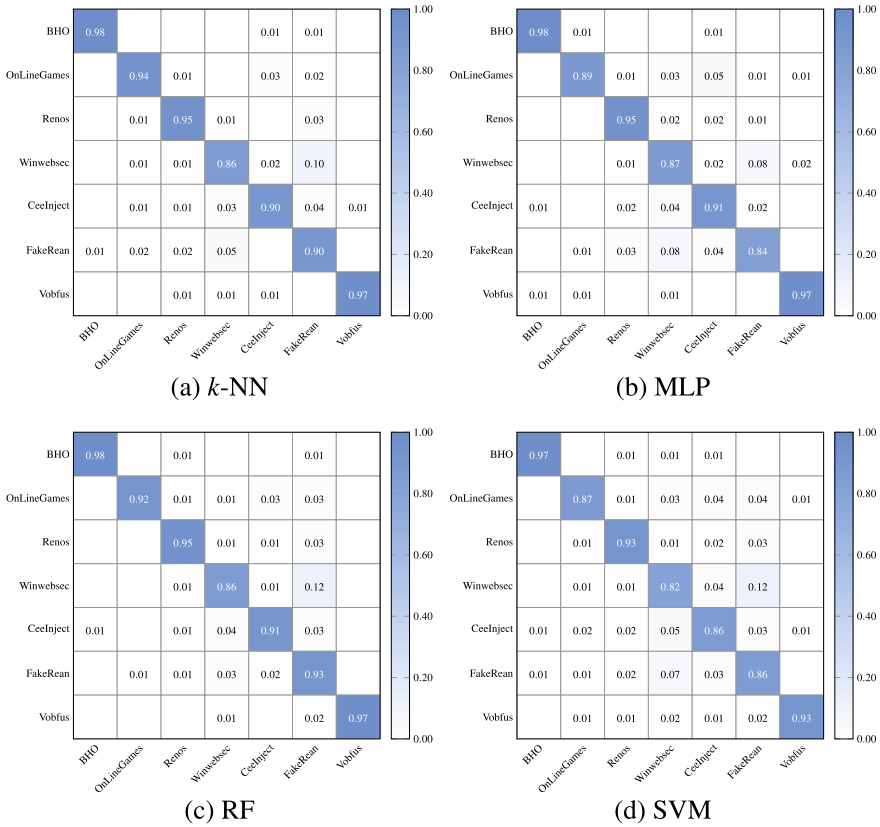 BHO 0.98 0.01 0.01
OnLineGames 0.94 0.01 0.03 0.02
Renos 0.01 0.95 0.01 0.03
Winwebsec 0.01 0.01 0.86 0.02 0.10
CeeInject 0.01 0.01 0.03 0.90 0.04 0.01
FakeRean 0.01 0.02 0.02 0.05 0.90
Vobfus 0.01 0.01 0.01 0.97
BHO OnLineGames Renos Winwebsec CeeInject FakeRean Vobfus
1.00
0.80
0.60
0.40
0.20
0.00
(a) k-NN
BHO 0.98 0.01 0.01
OnLineGames 0.89 0.01 0.03 0.05 0.01 0.01
Renos 0.95 0.02 0.02 0.01
Winwebsec 0.01 0.87 0.02 0.08 0.02
CeeInject 0.01 0.02 0.04 0.91 0.02
FakeRean 0.01 0.03 0.08 0.04 0.84
Vobfus 0.01 0.01 0.01 0.97
BHO OnLineGames Renos Winwebsec CeeInject FakeRean Vobfus
1.00
0.80
0.60
0.40
0.20
0.00
(b) MLP
BHO 0.98 0.01 0.01
OnLineGames 0.92 0.01 0.01 0.03 0.03
Renos 0.95 0.01 0.01 0.03
Winwebsec 0.01 0.86 0.01 0.12
CeeInject 0.01 0.01 0.04 0.91 0.03
FakeRean 0.01 0.01 0.03 0.02 0.93
Vobfus 0.01 0.02 0.97
BHO OnLineGames Renos Winwebsec CeeInject FakeRean Vobfus
1.00
0.80
0.60
0.40
0.20
0.00
(c) RF
BHO 0.97 0.01 0.01 0.01
OnLineGames 0.87 0.01 0.03 0.04 0.04 0.01
Renos 0.01 0.93 0.01 0.02 0.03
Winwebsec 0.01 0.01 0.82 0.04 0.12
CeeInject 0.01 0.02 0.02 0.05 0.86 0.03 0.01
FakeRean 0.01 0.01 0.02 0.07 0.03 0.86
Vobfus 0.01 0.01 0.02 0.01 0.02 0.93
BHO OnLineGames Renos Winwebsec CeeInject FakeRean Vobfus
1.00
0.80
0.60
0.40
0.20
0.00
(d) SVM